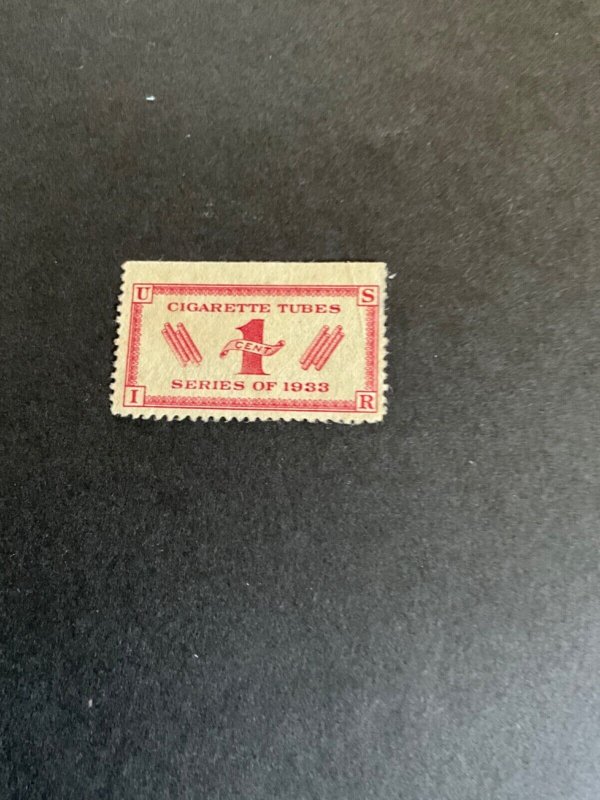 U S
CIGARETTE TUBES
1
CENT
SERIES OF 1933
I R